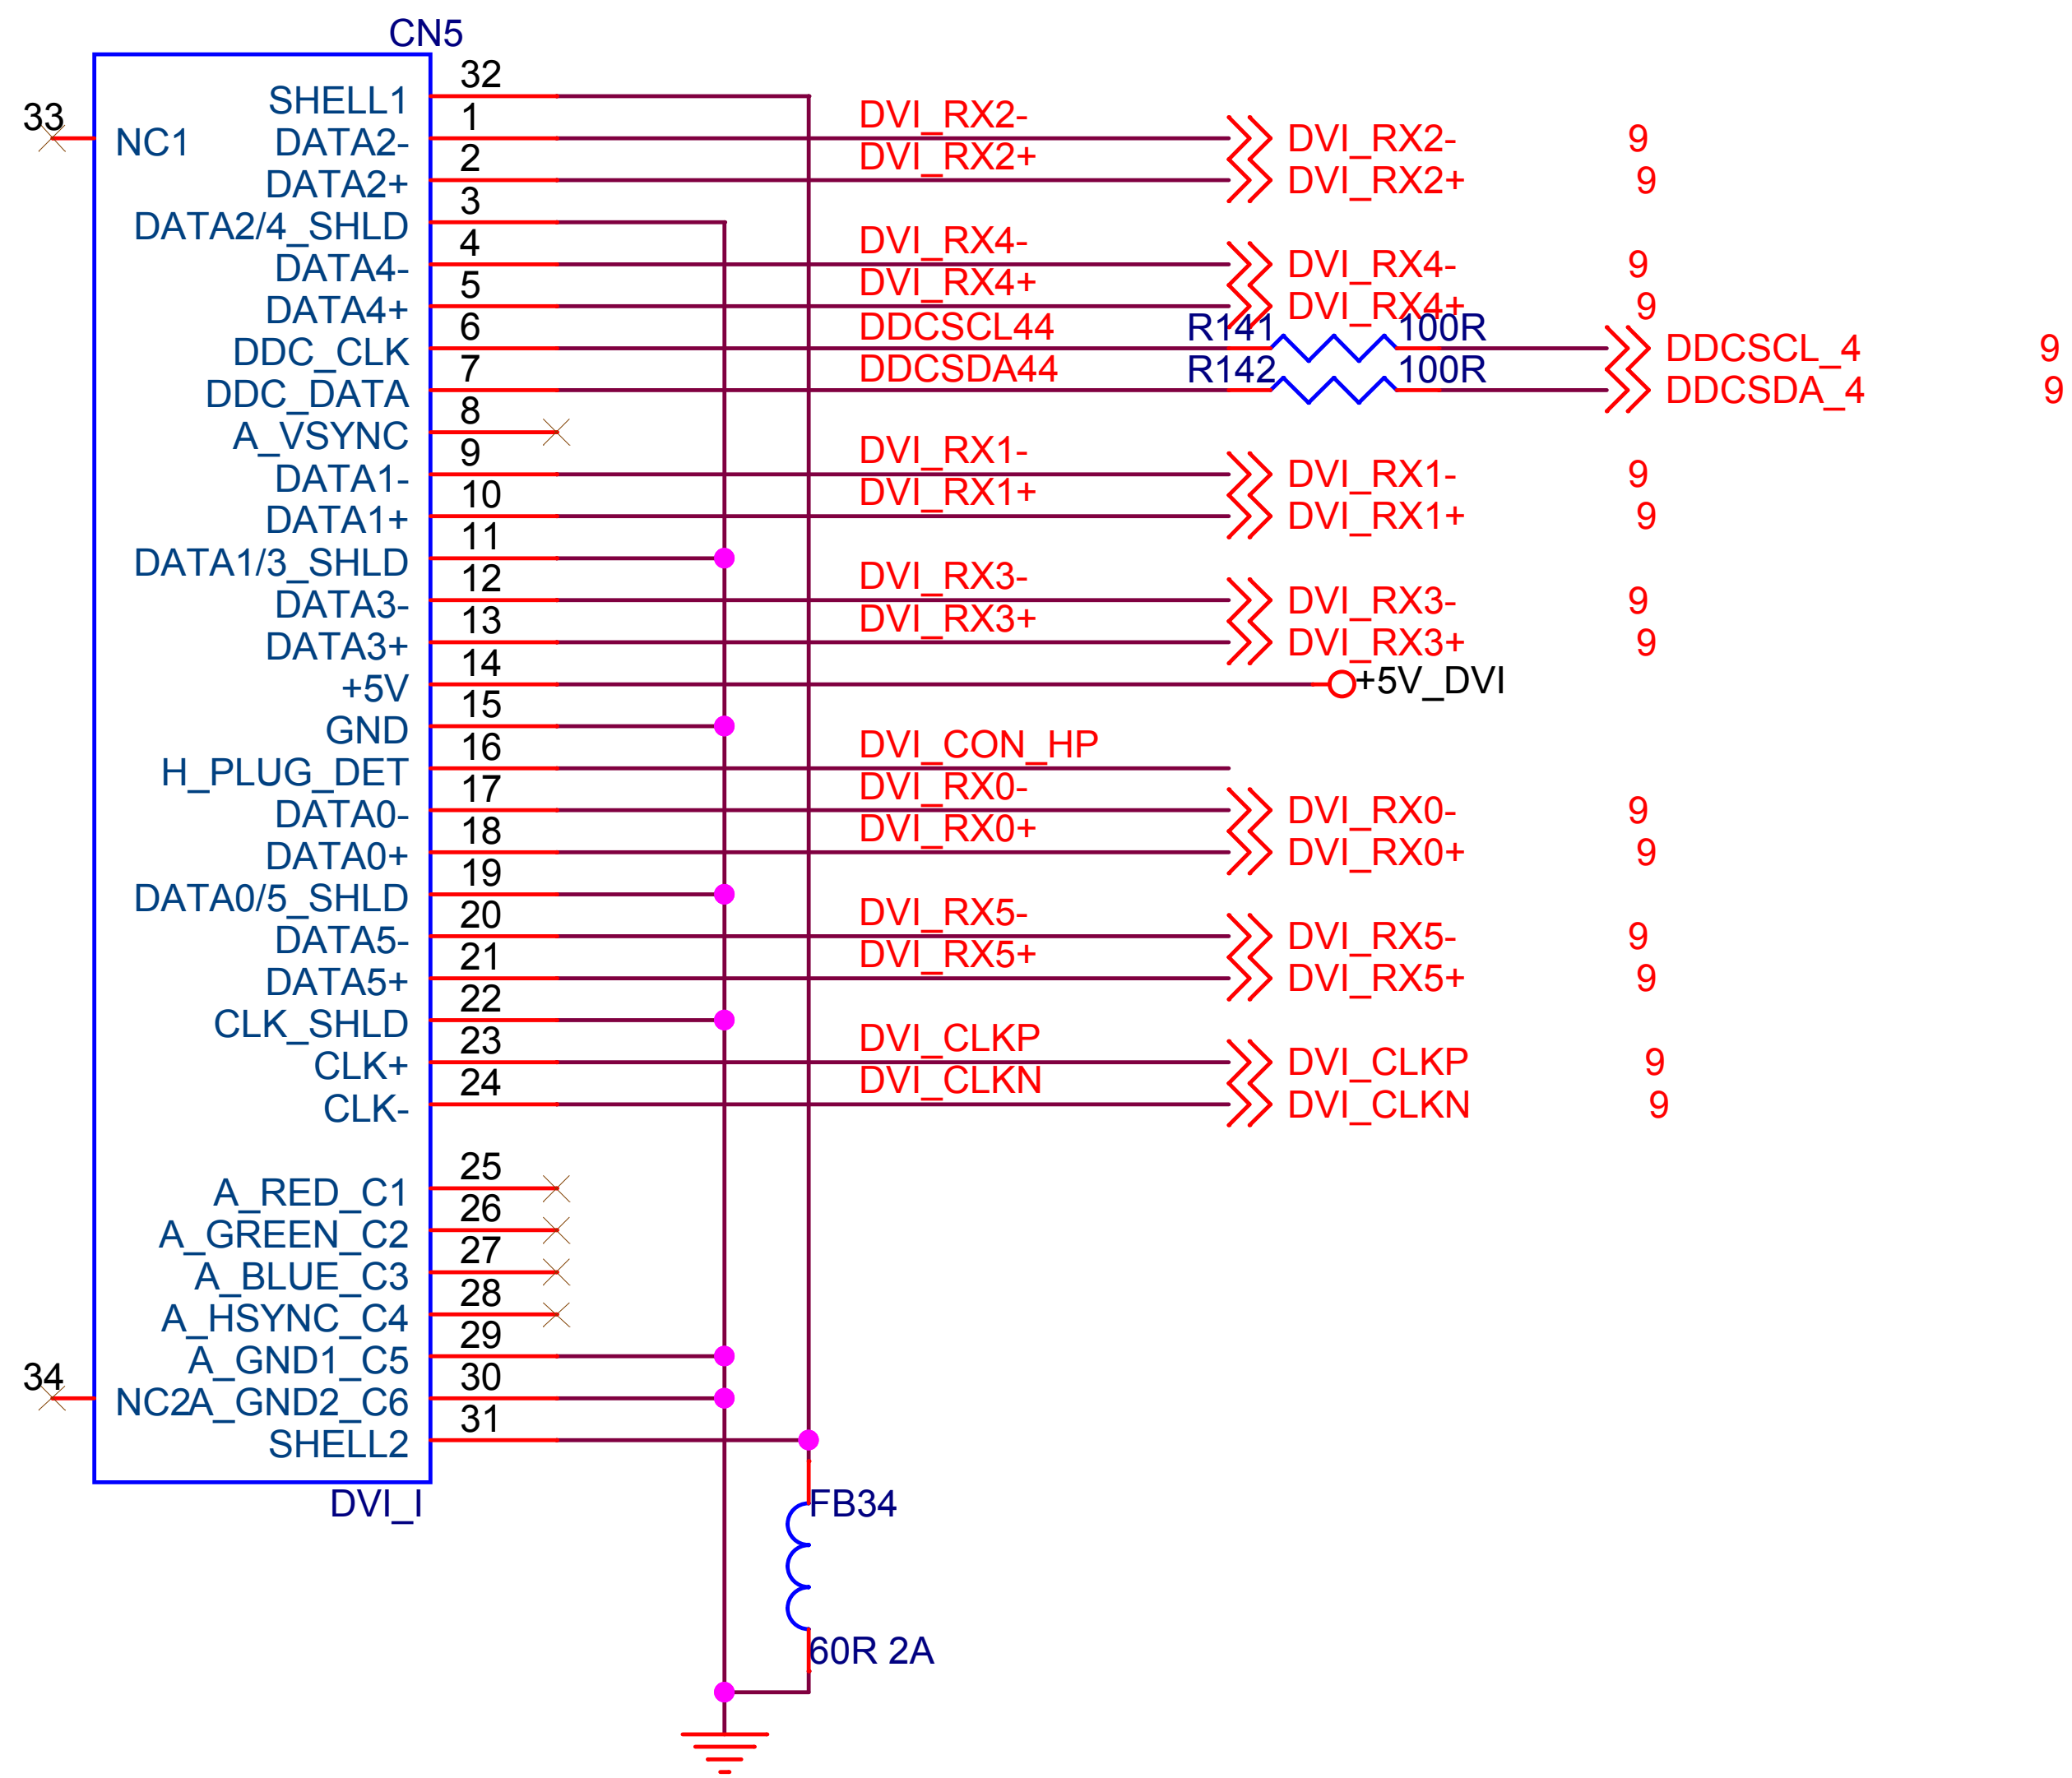 CN5
32
SHELL1
33
NC1
1
DATA2-
DVI_RX2-
DVI_RX2-
9
2
DATA2+
DVI_RX2+
DVI_RX2+
9
3
DATA2/4_SHLD
4
DATA4-
DVI_RX4-
DVI_RX4-
9
5
DATA4+
DVI_RX4+
DVI_RX4+
9
6
DDC_CLK
DDCSCL44
R141
100R
DDCSCL_4
9
7
DDC_DATA
DDCSDA44
R142
100R
DDCSDA_4
9
8
A_VSYNC
9
DATA1-
DVI_RX1-
DVI_RX1-
9
10
DATA1+
DVI_RX1+
DVI_RX1+
9
11
DATA1/3_SHLD
12
DATA3-
DVI_RX3-
DVI_RX3-
9
13
DATA3+
DVI_RX3+
DVI_RX3+
9
14
+5V
+5V_DVI
15
GND
16
H_PLUG_DET
DVI_CON_HP
17
DATA0-
DVI_RX0-
DVI_RX0-
9
18
DATA0+
DVI_RX0+
DVI_RX0+
9
19
DATA0/5_SHLD
20
DATA5-
DVI_RX5-
DVI_RX5-
9
21
DATA5+
DVI_RX5+
DVI_RX5+
9
22
CLK_SHLD
23
CLK+
DVI_CLKP
DVI_CLKP
9
24
CLK-
DVI_CLKN
DVI_CLKN
9
25
A_RED_C1
26
A_GREEN_C2
27
A_BLUE_C3
28
A_HSYNC_C4
29
A_GND1_C5
34
NC2
30
A_GND2_C6
31
SHELL2
DVI_I
FB34
60R 2A